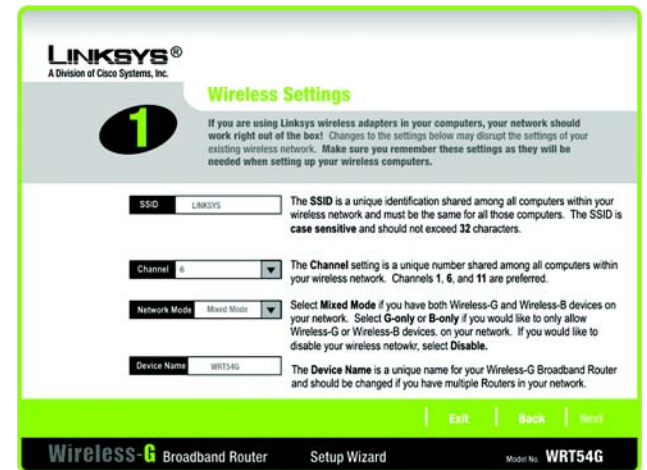 LINKSYS®
A Division of Cisco Systems, Inc.
Wireless Settings
1
If you are using Linksys wireless adapters in your computers, your network should
work right out of the box! Changes to the settings below may disrupt the settings of your
existing wireless network. Make sure you remember these settings as they will be
needed when setting up your wireless computers.
SSID LINKSYS
The SSID is a unique identification shared among all computers within your
wireless network and must be the same for all those computers. The SSID is
case sensitive and should not exceed 32 characters.
Channel 6
The Channel setting is a unique number shared among all computers within
your wireless network. Channels 1, 6, and 11 are preferred.
Network Mode Mixed Mode
Select Mixed Mode if you have both Wireless-G and Wireless-B devices on
your network. Select G-only or B-only if you would like to only allow
Wireless-G or Wireless-B devices. on your network. If you would like to
disable your wireless netowkr, select Disable.
Device Name WRT54G
The Device Name is a unique name for your Wireless-G Broadband Router
and should be changed if you have multiple Routers in your network.
Exit Back Next
Wireless-G Broadband Router Setup Wizard Model No. WRT54G